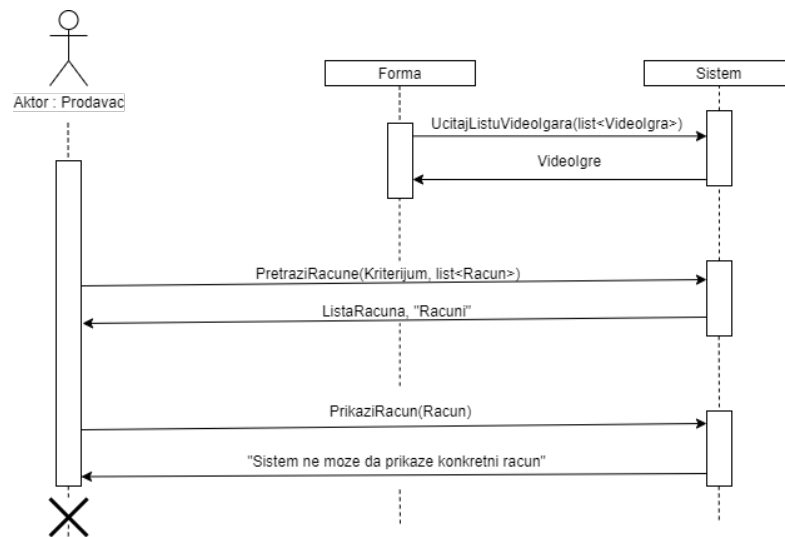 Forma
Sistem
Aktor : Prodavac
UcitajListuVideoIgara(list<VideoIgra>)
VideoIgre
PretraziRacune(Kriterijum, list<Racun>)
ListaRacuna, "Racuni"
PrikaziRacun(Racun)
"Sistem ne moze da prikaze konkretni racun"